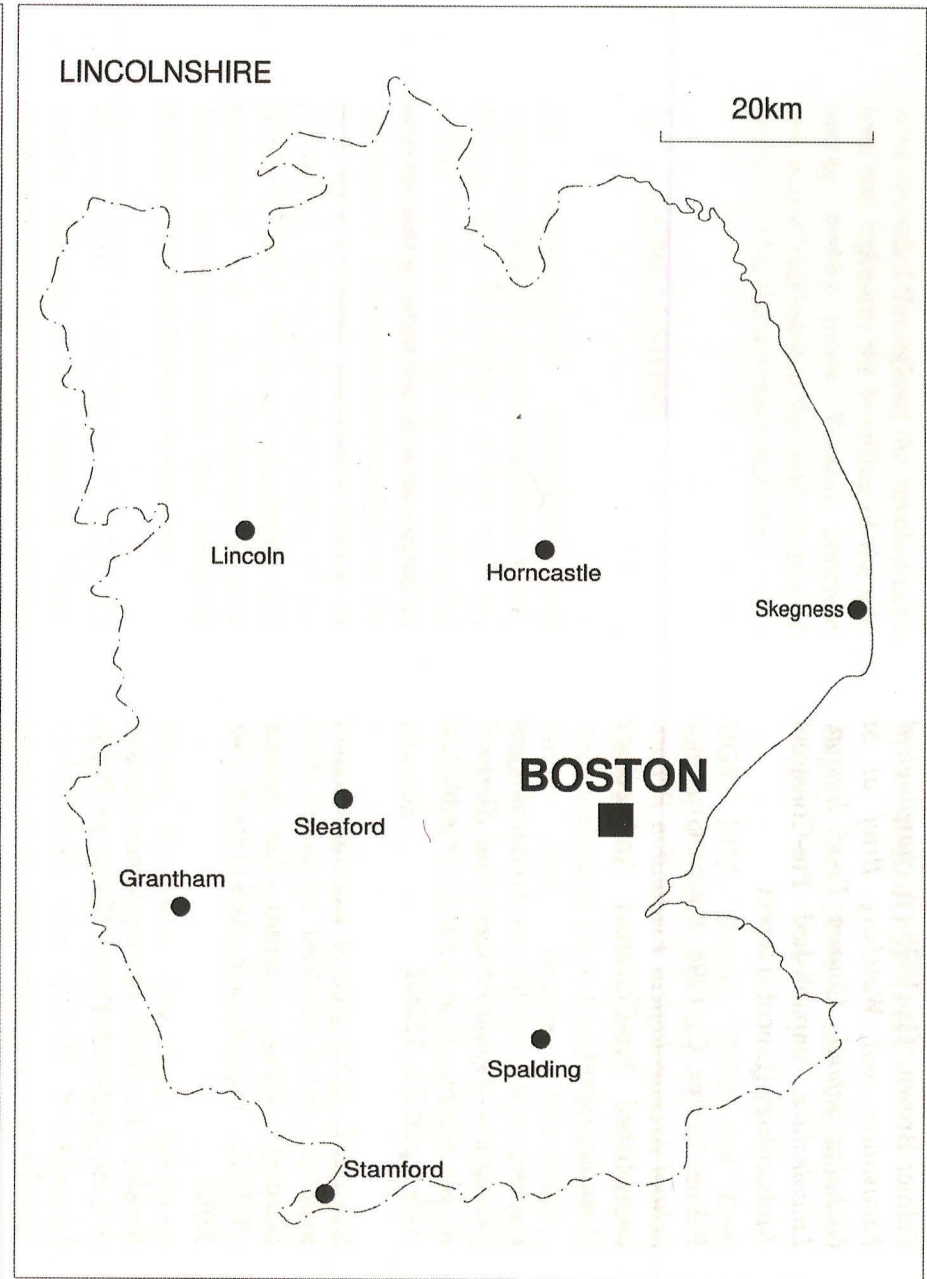 LINCOLNSHIRE
20km
Lincoln
Horncastle
Skegness
BOSTON
Sleaford
Grantham
Spalding
Stamford